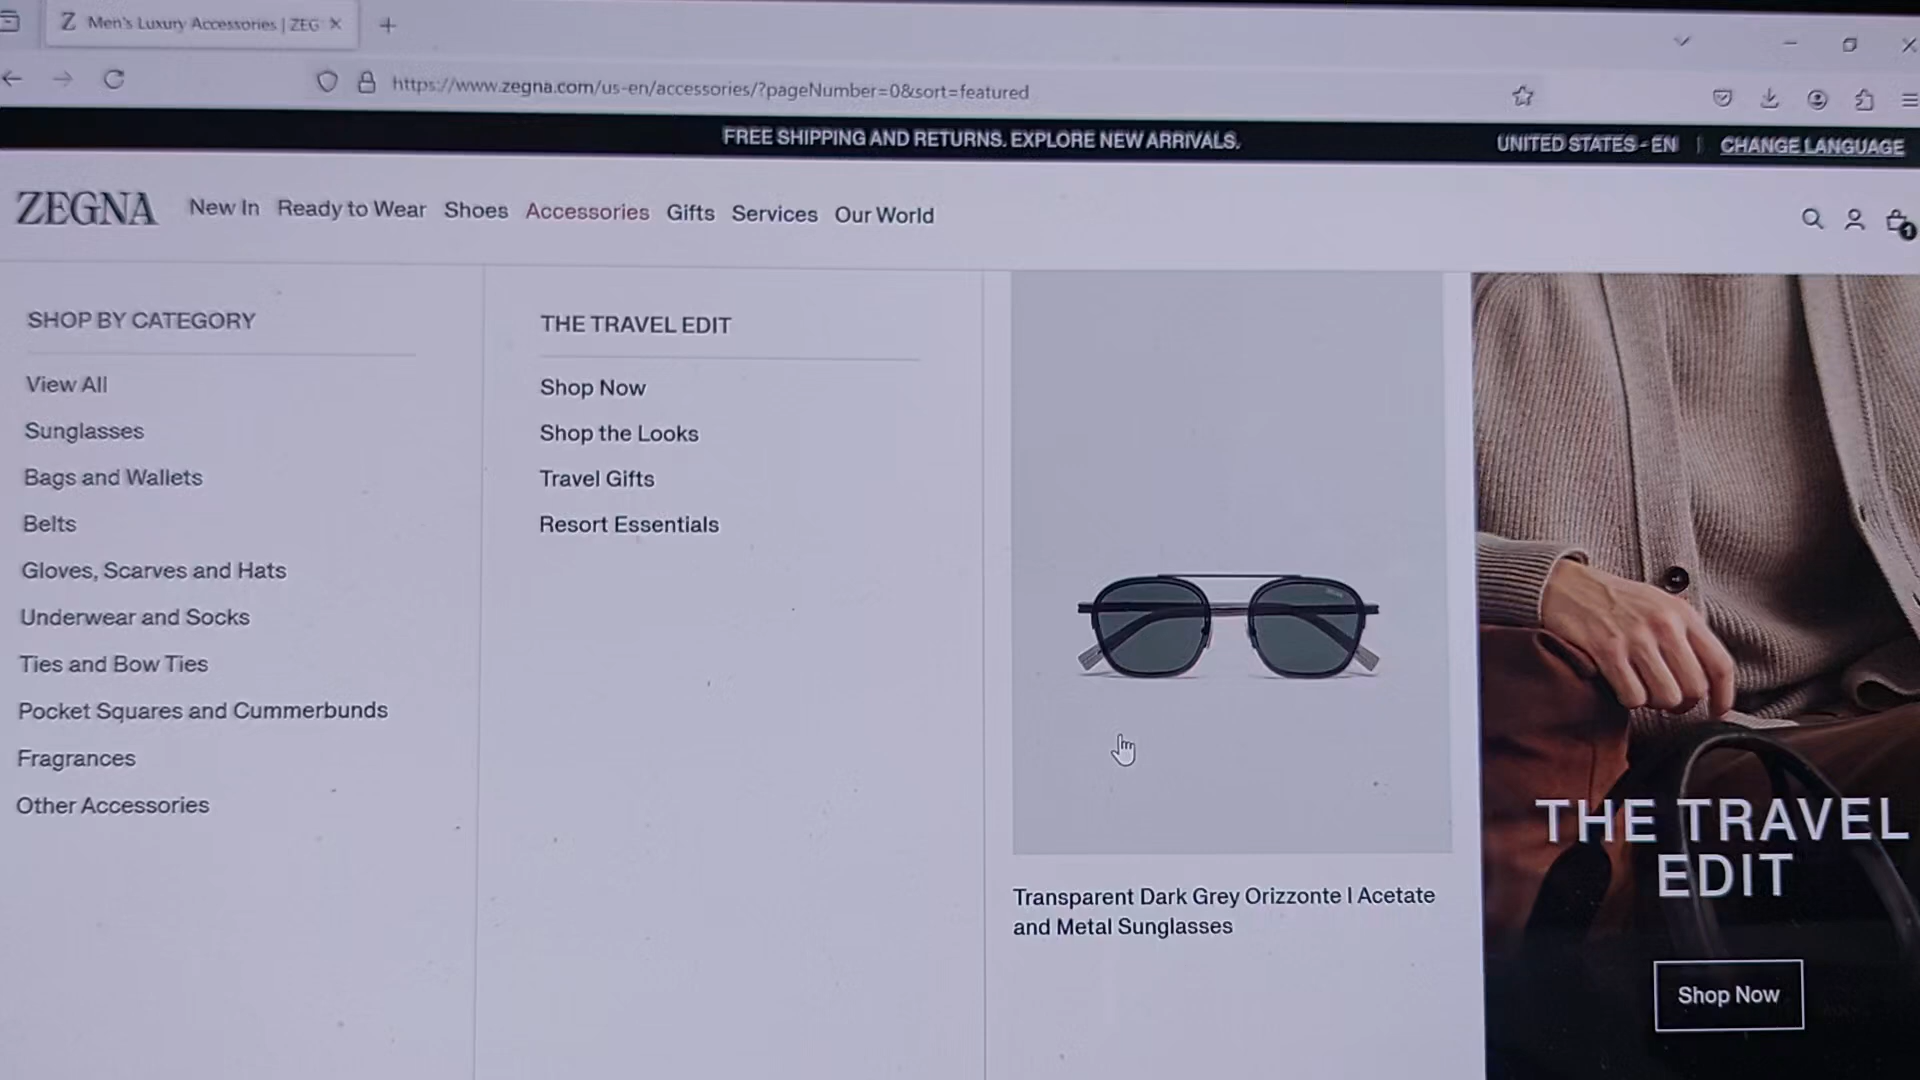 Men's Luxury Accessories | ZEG
https://www.zegna.com/us-en/accessories/?pageNumber=0&sort=featured
FREE SHIPPING AND RETURNS. EXPLORE NEW ARRIVALS.
UNITED STATES - EN | CHANGE LANGUAGE
ZEGNA New In Ready to Wear Shoes Accessories Gifts Services Our World
1
SHOP BY CATEGORY
View All
Sunglasses
Bags and Wallets
Belts
Gloves, Scarves and Hats
Underwear and Socks
Ties and Bow Ties
Pocket Squares and Cummerbunds
Fragrances
Other Accessories
THE TRAVEL EDIT
Shop Now
Shop the Looks
Travel Gifts
Resort Essentials
Transparent Dark Grey Orizzonte I Acetate
and Metal Sunglasses
THE TRAVEL
EDIT
Shop Now